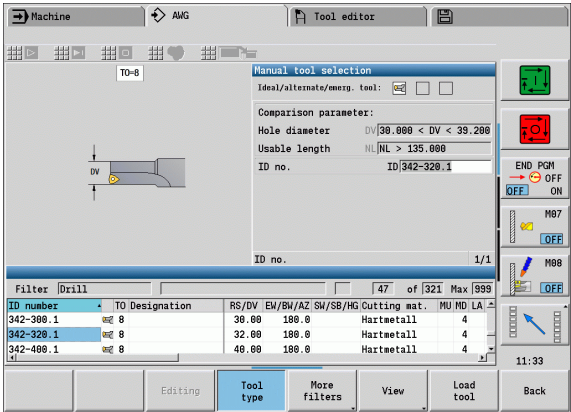 Machine
AWG
Tool editor
TO=8
Manual tool selection
Ideal/alternate/emerg. tool:
Comparison parameter:
Hole diameter DV 30.000 < DV < 39.200
Usable length NL NL > 135.000
ID no. ID 342-320.1
DV
ID no. 1/1
END PGM
OFF
OFF ON
M07
OFF
M08
OFF
Filter Drill 47 of 321 Max 999
ID number TO Designation RS/DV EW/BW/AZ SW/SB/HG Cutting mat. MU MD LA
342-300.1 8 30.00 180.0 Hartmetall 4
342-320.1 8 32.00 180.0 Hartmetall 4
342-400.1 8 40.00 180.0 Hartmetall 4
11:33
Editing
Tool type
More filters
View
Load tool
Back